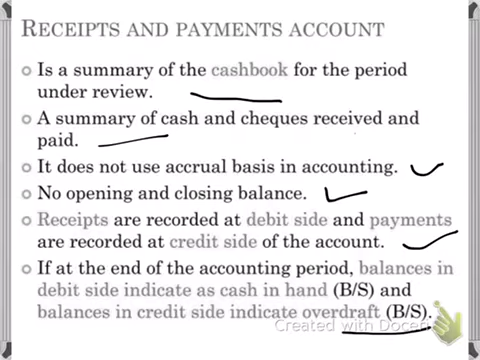 RECEIPTS AND PAYMENTS ACCOUNT
Is a summary of the cashbook for the period
under review.
A summary of cash and cheques received and
paid.
It does not use accrual basis in accounting.
No opening and closing balance.
Receipts are recorded at debit side and payments
are recorded at credit side of the account.
If at the end of the accounting period, balances in
debit side indicate as cash in hand (B/S) and
balances in credit side indicate overdraft (B/S).
Created with